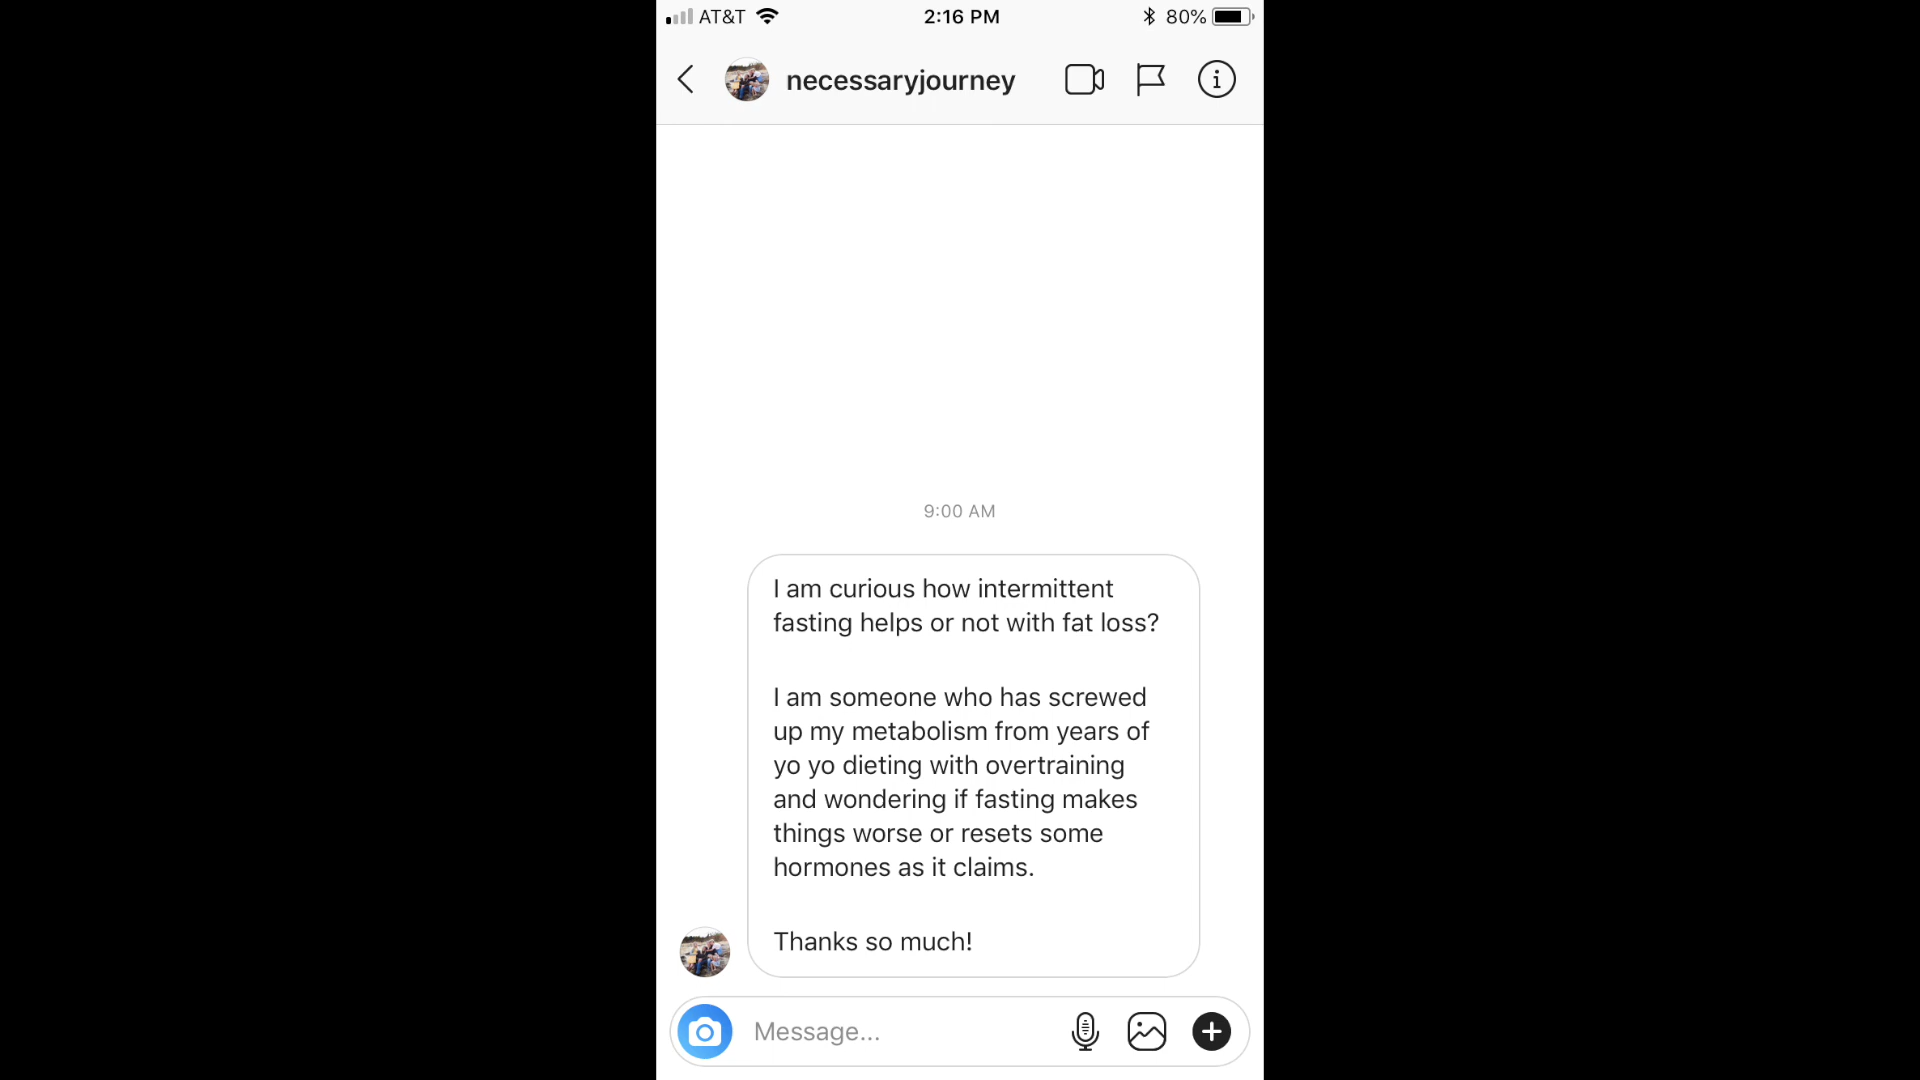 AT&T 2:16 PM 80%
necessaryjourney
9:00 AM
I am curious how intermittent
fasting helps or not with fat loss?
I am someone who has screwed
up my metabolism from years of
yo yo dieting with overtraining
and wondering if fasting makes
things worse or resets some
hormones as it claims.
Thanks so much!
Message...